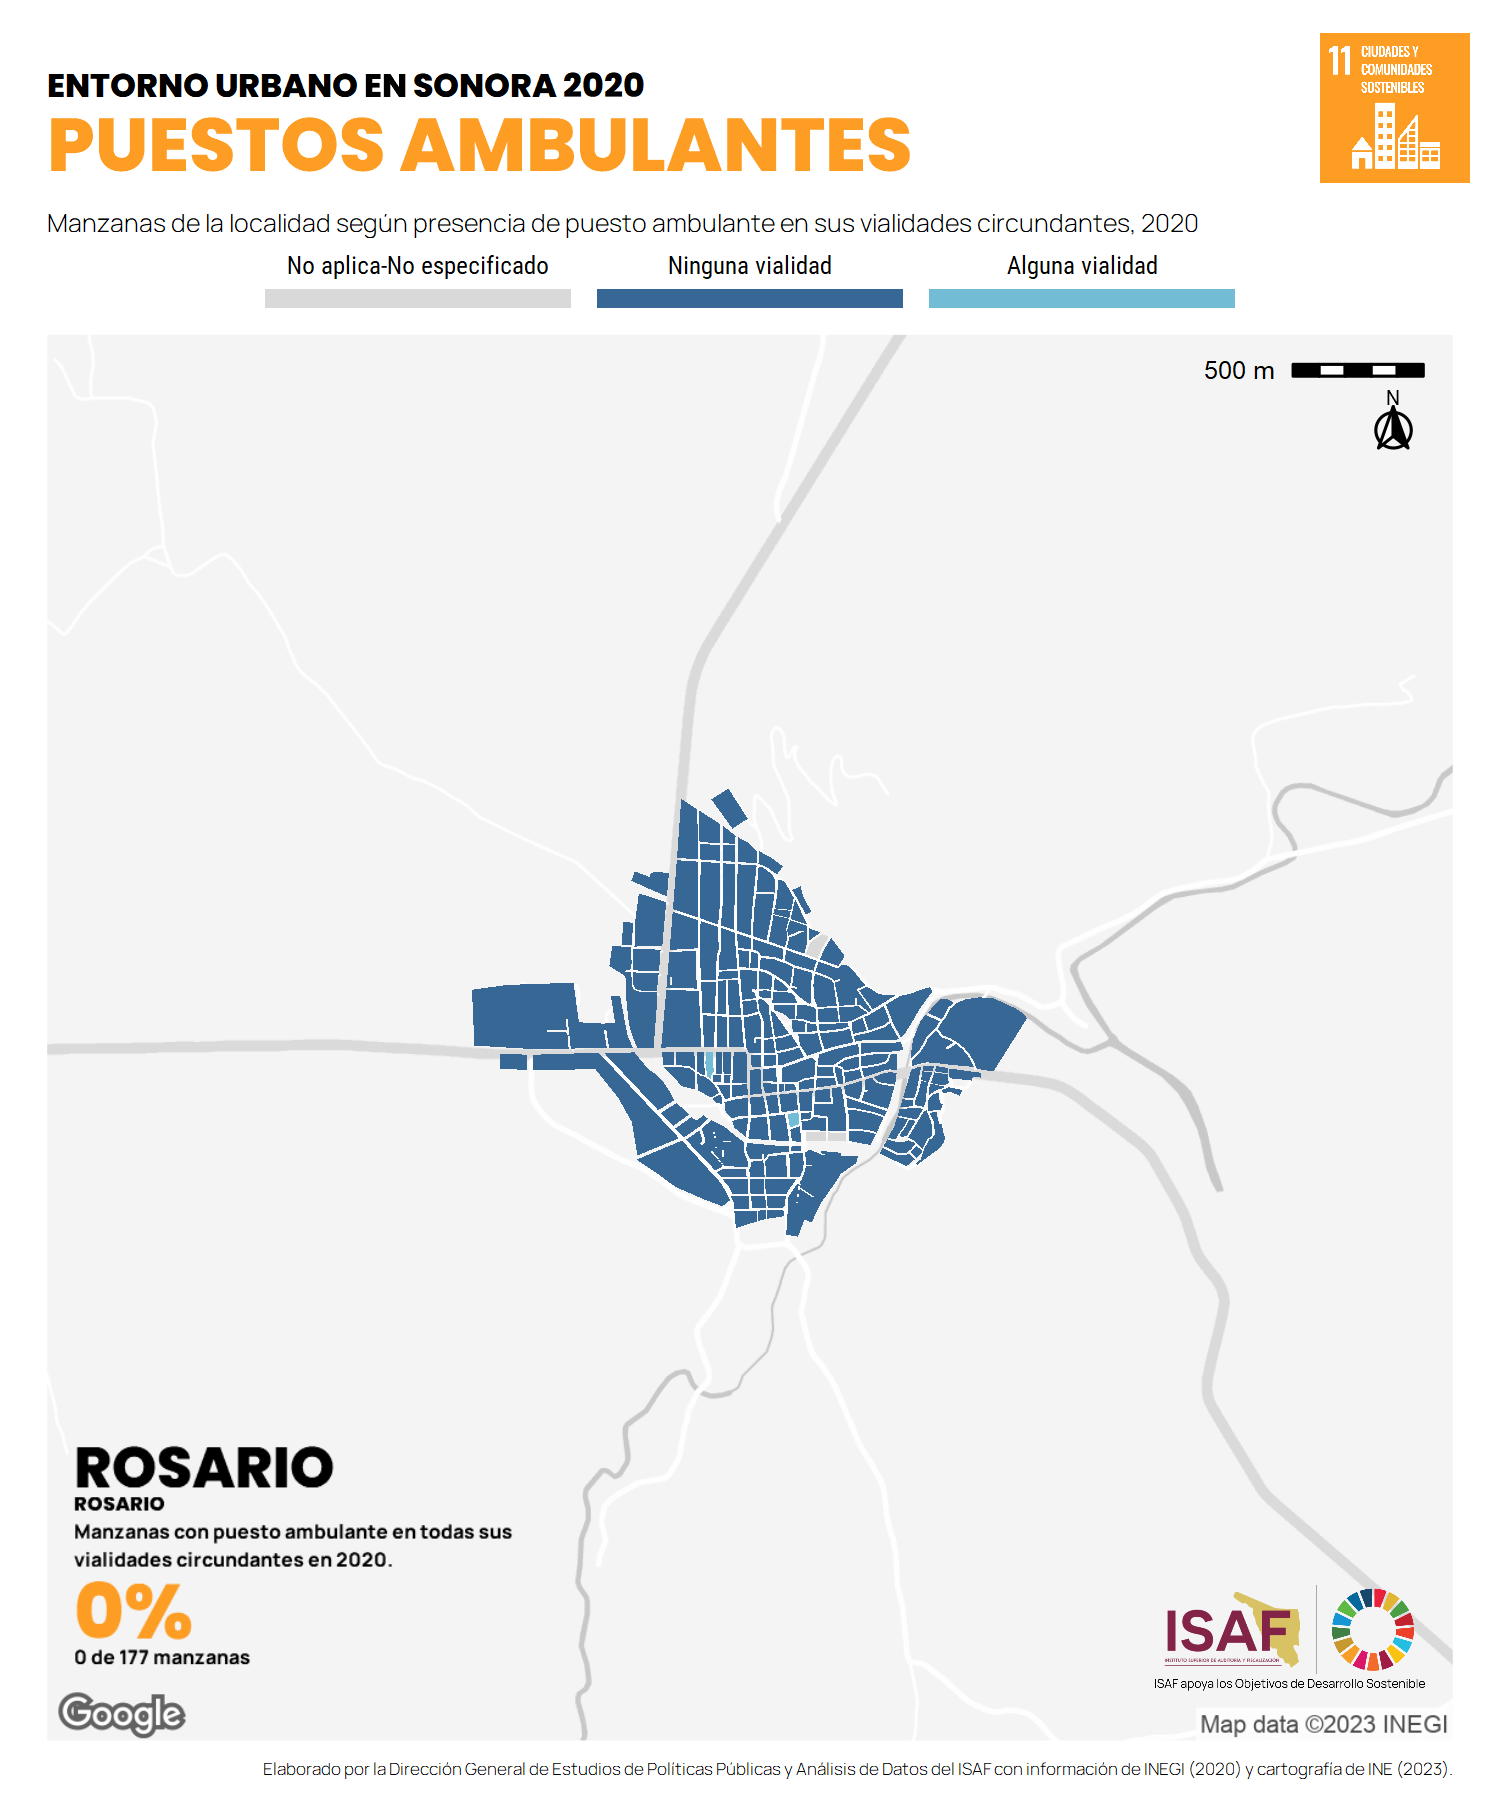 11 CIUDADES Y
COMUNIDADES
SOSTENIBLES
ENTORNO URBANO EN SONORA 2020
PUESTOS AMBULANTES
Manzanas de la localidad según presencia de puesto ambulante en sus vialidades circundantes, 2020
No aplica-No especificado Ninguna vialidad Alguna vialidad
500 m
N
ROSARIO
ROSARIO
Manzanas con puesto ambulante en todas sus
vialidades circundantes en 2020.
0%
0 de 177 manzanas
ISAF
INSTITUTO SUPERIOR DE AUDITORÍA Y FISCALIZACIÓN
ISAF apoya los Objetivos de Desarrollo Sostenible
Google
Map data ©2023 INEGI
Elaborado por la Dirección General de Estudios de Políticas Públicas y Análisis de Datos del ISAF con información de INEGI (2020) y cartografía de INE (2023).